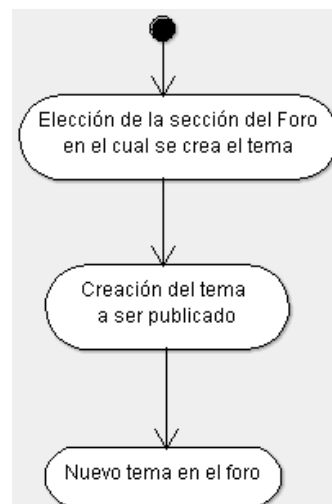 Elección de la sección del Foro
en el cual se crea el tema
Creación del tema
a ser publicado
Nuevo tema en el foro